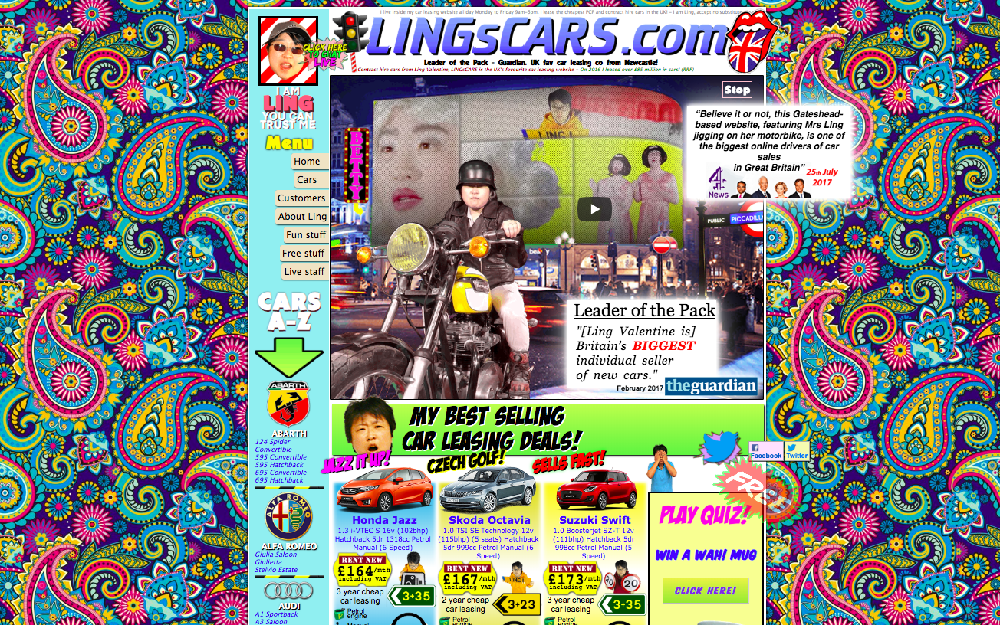 I live inside my car leasing website all day Monday to Friday 9am-6pm. I lease the cheapest PCP and contract hire cars in the UK! – I am Ling, accept no
LINGsCARS.com
Leader of the Pack - Guardian. UK fav car leasing co from Newcastle!
Contract hire cars from Ling Valentine, LINGsCARS is the UK's favourite car leasing website – On 2016 I leased over £85 million in cars! (RRP)
CLICK HERE
TO CHAT
LIVE
I AM
LING
YOU CAN
TRUST ME
Menu
Home
Cars
Customers
About Ling
Fun stuff
Free stuff
Live staff
CARS
A-Z
ABARTH
ABARTH
124 Spider
Convertible
595 Convertible
595 Hatchback
695 Convertible
695 Hatchback
ALFA ROMEO
Giulia Saloon
Giulietta
Stelvio Estate
AUDI
A1 Sportback
A3 Saloon
Stop
BETTY
LING 1
“Believe it or not, this Gateshead-
based website, featuring Mrs Ling
jigging on her motorbike, is one of
the biggest online drivers of car
sales
in Great Britain”
25th July
2017
4
News
PUBLIC
PICCADILLY
Leader of the Pack
"[Ling Valentine is]
Britain's BIGGEST
individual seller
of new cars."
February 2017 theguardian
MY BEST SELLING
CAR LEASING DEALS!
Facebook
Twitter
FREE
JAZZ IT UP!
Honda Jazz
1.3 i-VTEC S 16v (102bhp)
Hatchback 5dr 1318cc Petrol
Manual (6 Speed)
RENT NEW
£164/mth
including VAT
3 year cheap
car leasing
3+35
Petrol
engine
CZECH GOLF!
Skoda Octavia
1.0 TSI SE Technology 12v
(115bhp) (5 seats) Hatchback
5dr 999cc Petrol Manual (6
Speed)
RENT NEW
£167/mth
including VAT
LING 1
2 year cheap
car leasing
3+23
Petrol
engine
SELLS FAST!
Suzuki Swift
1.0 Boosterjet SZ-T 12v
(111bhp) Hatchback 5dr
998cc Petrol Manual (5
Speed)
RENT NEW
£173/mth
including VAT
20
3 year cheap
car leasing
3+35
Petrol
engine
PLAY QUIZ!
WIN A WAH! MUG
CLICK HERE!